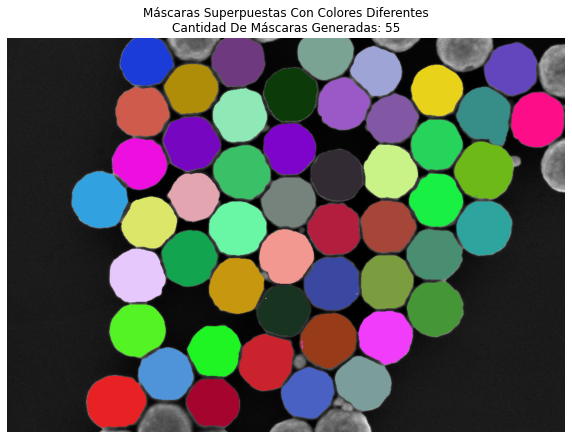 Máscaras Superpuestas Con Colores Diferentes
Cantidad De Máscaras Generadas: 55